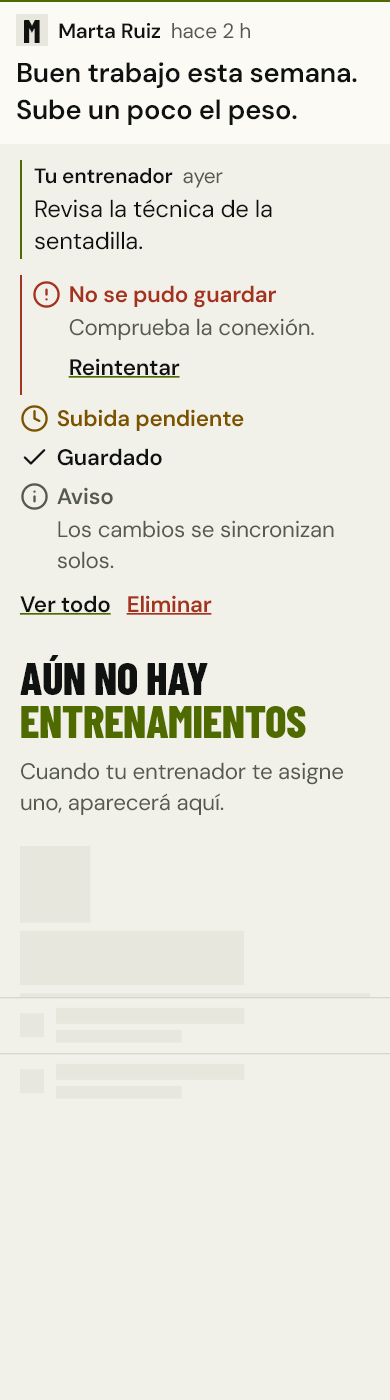 M Marta Ruiz hace 2 h
Buen trabajo esta semana.
Sube un poco el peso.
Tu entrenador ayer
Revisa la técnica de la
sentadilla.
No se pudo guardar
Comprueba la conexión.
Reintentar
Subida pendiente
Guardado
Aviso
Los cambios se sincronizan
solos.
Ver todo Eliminar
AÚN NO HAY
ENTRENAMIENTOS
Cuando tu entrenador te asigne
uno, aparecerá aquí.